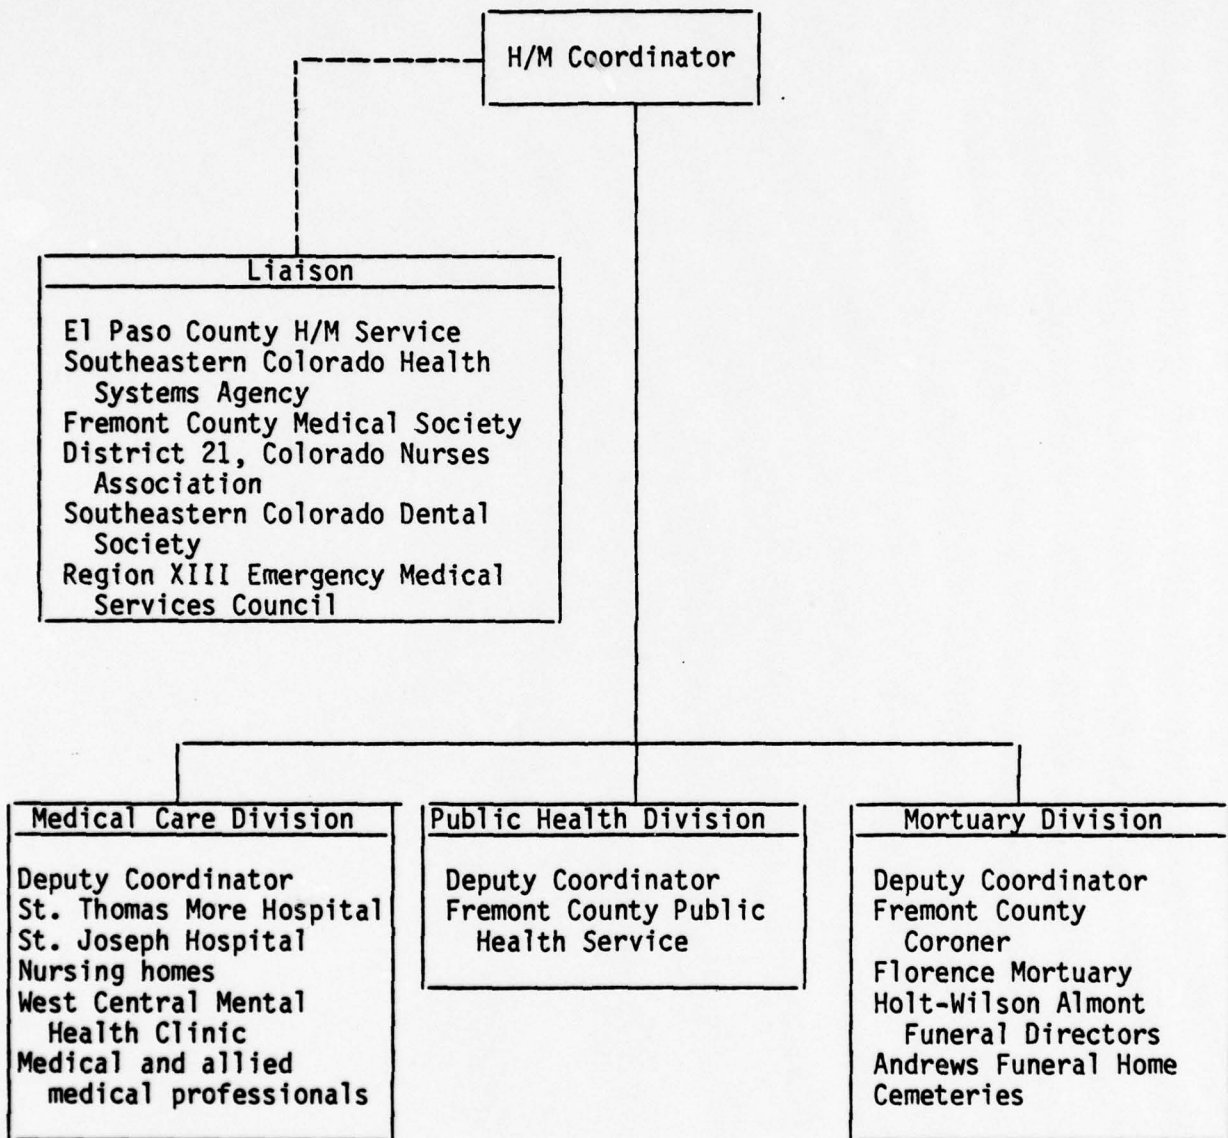 H/M Coordinator
Liaison
El Paso County H/M Service
Southeastern Colorado Health
Systems Agency
Fremont County Medical Society
District 21, Colorado Nurses
Association
Southeastern Colorado Dental
Society
Region XIII Emergency Medical
Services Council
Medical Care Division
Deputy Coordinator
St. Thomas More Hospital
St. Joseph Hospital
Nursing homes
West Central Mental
Health Clinic
Medical and allied
medical professionals
Public Health Division
Deputy Coordinator
Fremont County Public
Health Service
Mortuary Division
Deputy Coordinator
Fremont County
Coroner
Florence Mortuary
Holt-Wilson Almont
Funeral Directors
Andrews Funeral Home
Cemeteries